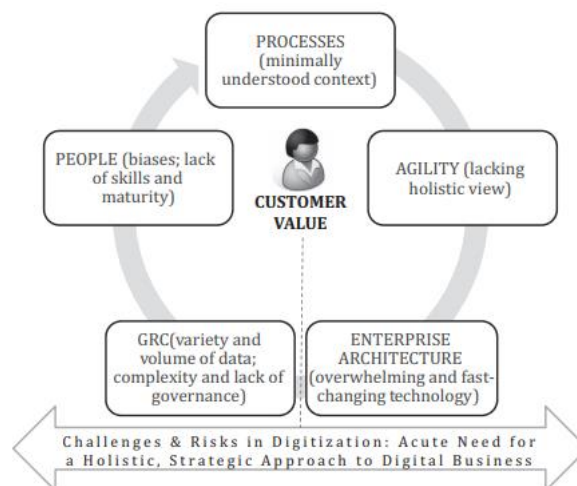 PROCESSES
(minimally
understood context)
PEOPLE (biases; lack
of skills and
maturity)
AGILITY (lacking
holistic view)
CUSTOMER
VALUE
GRC(variety and
volume of data;
complexity and lack of
governance)
ENTERPRISE
ARCHITECTURE
(overwhelming and fast-
changing technology)
Challenges & Risks in Digitization: Acute Need for
a Holistic, Strategic Approach to Digital Business